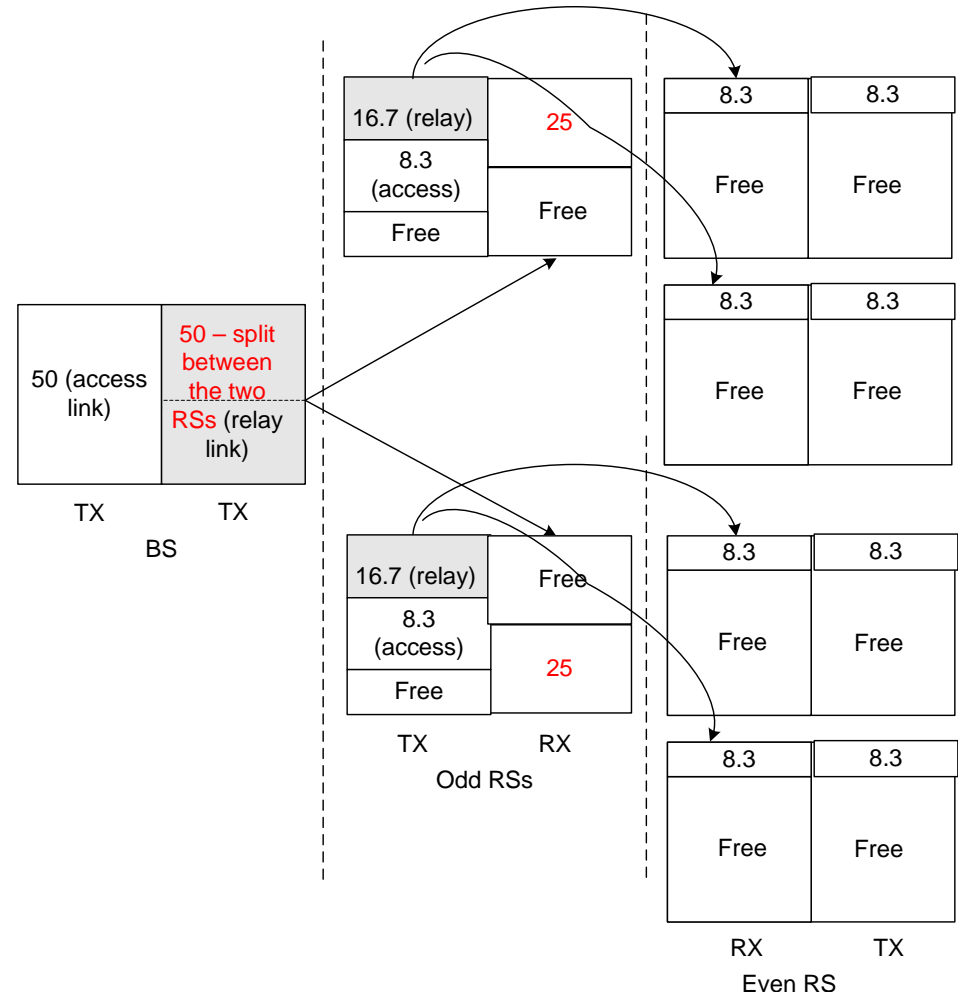 50 (access
link)
50 – split
between
the two
RSs (relay
link)
TX
TX
BS
16.7 (relay)
8.3
(access)
Free
25
Free
16.7 (relay)
8.3
(access)
Free
Free
25
TX
RX
Odd RSs
8.3
8.3
Free
Free
8.3
8.3
Free
Free
8.3
8.3
Free
Free
8.3
8.3
Free
Free
RX
TX
Even RS